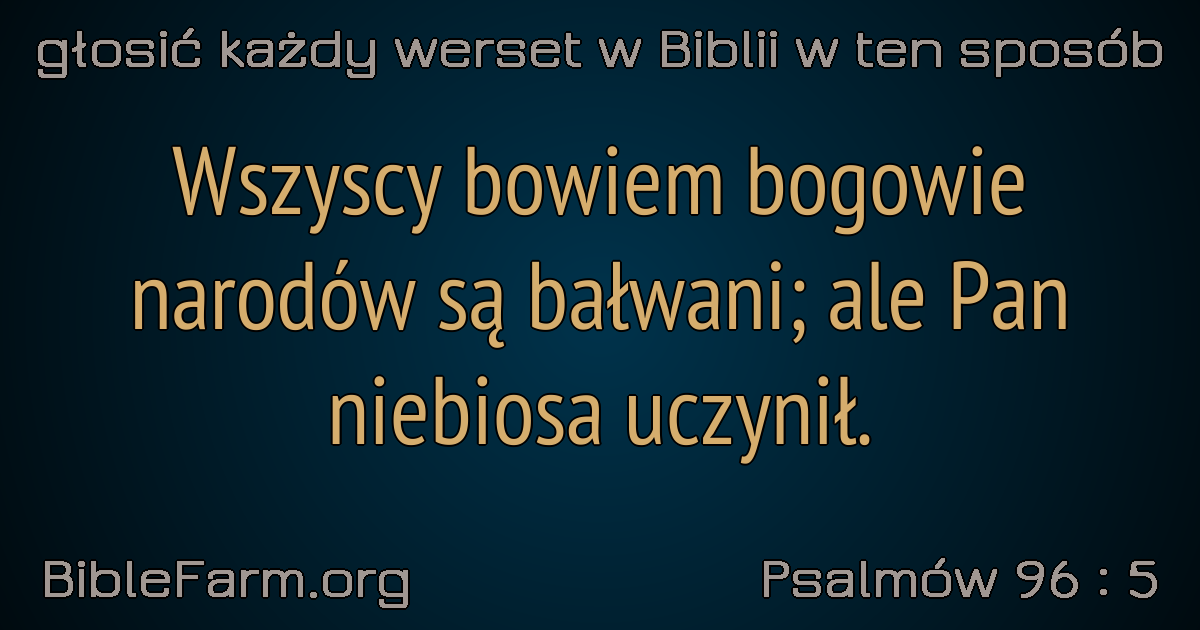 głosić każdy werset w Biblii w ten sposób
Wszyscy bowiem bogowie
narodów są bałwani; ale Pan
niebiosa uczynił.
BibleFarm.org
Psalmów 96 : 5